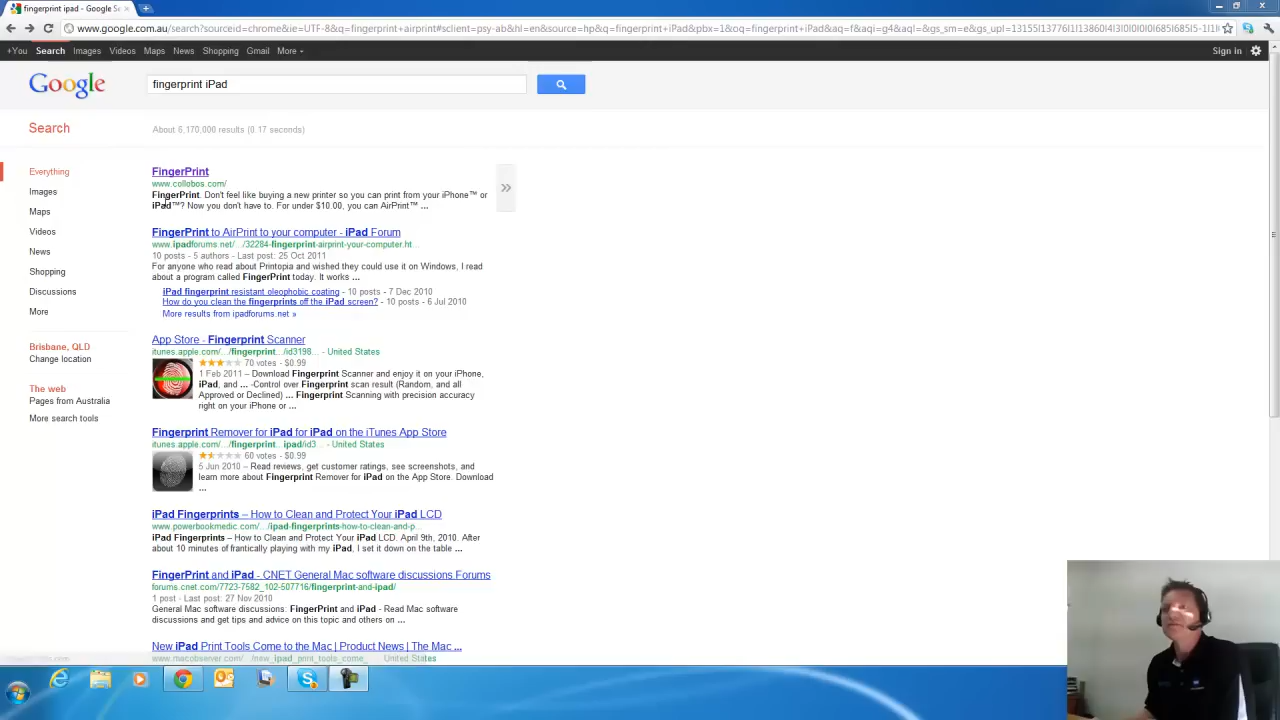 fingerprint ipad - Google Se
www.google.com.au/search?sourceid=chrome&ie=UTF-8&q=fingerprint+airprint#sclient=psy-ab&hl=en&source=hp&q=fingerprint+iPad&pbx=1&oq=fingerprint+iPad&aq=f&aqi=g4&aql=&gs_sm=e&gs_upl=
+You Search Images Videos Maps News Shopping Gmail More
Sign in
Google
fingerprint iPad
Search
About 6,170,000 results (0.17 seconds)
Everything
Images
Maps
Videos
News
Shopping
Discussions
More
Brisbane, QLD
Change location
The web
Pages from Australia
More search tools
FingerPrint
www.collobos.com/
FingerPrint. Don't feel like buying a new printer so you can print from your iPhone™ or
iPad™? Now you don't have to. For under $10.00, you can AirPrint™ ...
FingerPrint to AirPrint to your computer - iPad Forum
www.ipadforums.net/.../32284-fingerprint-airprint-your-computer.ht...
10 posts - 5 authors - Last post: 25 Oct 2011
For anyone who read about Printopia and wished they could use it on Windows, I read
about a program called FingerPrint today. It works ...
iPad fingerprint resistant oleophobic coating - 10 posts - 7 Dec 2010
How do you clean the fingerprints off the iPad screen? - 10 posts - 6 Jul 2010
More results from ipadforums.net »
App Store - Fingerprint Scanner
itunes.apple.com/.../fingerprint.../id3198... - United States
70 votes - $0.99
1 Feb 2011 – Download Fingerprint Scanner and enjoy it on your iPhone,
iPad, and ... -Control over Fingerprint scan result (Random, and all
Approved or Declined) ... Fingerprint Scanning with precision accuracy
right on your iPhone or ...
Fingerprint Remover for iPad for iPad on the iTunes App Store
itunes.apple.com/.../fingerprint...ipad/id3... - United States
60 votes - $0.99
5 Jun 2010 – Read reviews, get customer ratings, see screenshots, and
learn more about Fingerprint Remover for iPad on the App Store. Download
...
iPad Fingerprints – How to Clean and Protect Your iPad LCD
www.powerbookmedic.com/.../ipad-fingerprints-how-to-clean-and-p...
iPad Fingerprints – How to Clean and Protect Your iPad LCD. April 9th, 2010. After
about 10 minutes of frantically playing with my iPad, I set it down on the table ...
FingerPrint and iPad - CNET General Mac software discussions Forums
forums.cnet.com/7723-7582_102-507716/fingerprint-and-ipad/
1 post - Last post: 27 Nov 2010
General Mac software discussions: FingerPrint and iPad - Read Mac software
discussions and get tips and advice on this topic and others on ...
New iPad Print Tools Come to the Mac | Product News | The Mac ...
www.macobserver.com/.../new_ipad_print_tools_come_... United States